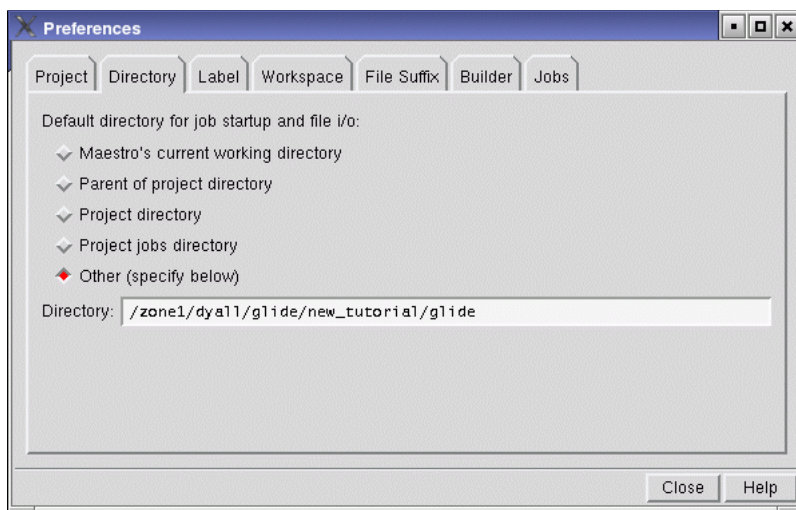 Preferences
Project Directory Label Workspace File Suffix Builder Jobs
Default directory for job startup and file i/o:
Maestro's current working directory
Parent of project directory
Project directory
Project jobs directory
Other (specify below)
Directory: /zone1/dyall/glide/new_tutorial/glide
Close Help